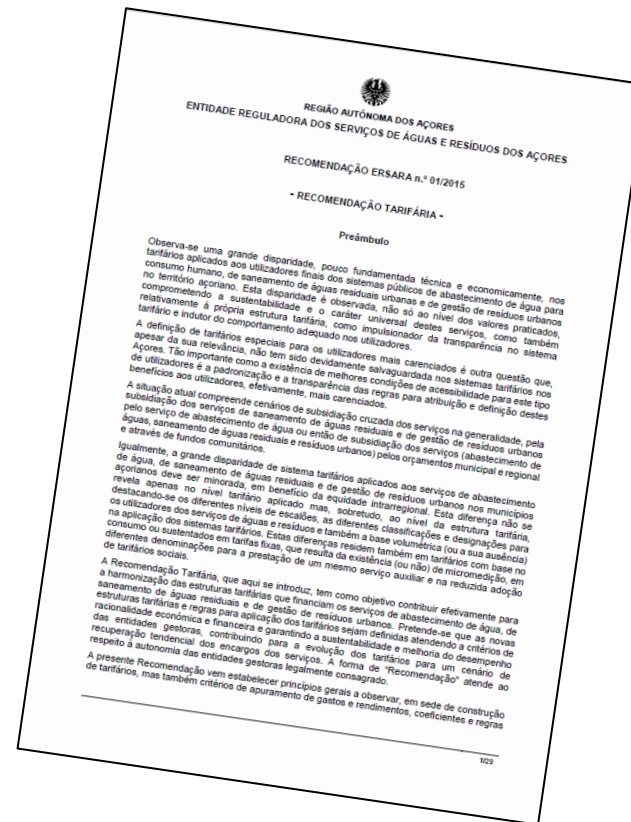 REGIÃO AUTÓNOMA DOS AÇORES
ENTIDADE REGULADORA DOS SERVIÇOS DE ÁGUAS E RESÍDUOS DOS AÇORES
RECOMENDAÇÃO ERSARA n.º 01/2015
- RECOMENDAÇÃO TARIFÁRIA -
Preâmbulo
Observa-se uma grande disparidade, pouco fundamentada técnica e economicamente, nos
tarifários aplicados aos utilizadores finais dos sistemas públicos de abastecimento de água para
consumo humano, de saneamento de águas residuais urbanas e de gestão de resíduos urbanos
no território açoriano. Esta disparidade é observada, não só ao nível dos valores praticados,
comprometendo a sustentabilidade e o caráter universal destes serviços, como também
relativamente à própria estrutura tarifária, como impulsionador da transparência no sistema
tarifário e indutor do comportamento adequado nos utilizadores.
A definição de tarifários especiais para os utilizadores mais carenciados é outra questão que,
apesar da sua relevância, não tem sido devidamente salvaguardada nos sistemas tarifários nos
Açores. Tão importante como a existência de melhores condições de acessibilidade para este tipo
de utilizadores é a padronização e a transparência das regras para atribuição e definição destes
benefícios aos utilizadores, efetivamente, mais carenciados.
A situação atual compreende cenários de subsidiação cruzada dos serviços na generalidade, pela
subsidiação dos serviços de saneamento de águas residuais e de gestão de resíduos urbanos
pelo serviço de abastecimento de água ou então de subsidiação dos serviços (abastecimento de
águas, saneamento de águas residuais e resíduos urbanos) pelos orçamentos municipal e regional
e através de fundos comunitários.
Igualmente, a grande disparidade de sistema tarifários aplicados aos serviços de abastecimento
de água, de saneamento de águas residuais e de gestão de resíduos urbanos nos municípios
açorianos deve ser minorada, em benefício da equidade intrarregional. Esta diferença não se
revela apenas no nível tarifário aplicado mas, sobretudo, ao nível da estrutura tarifária,
destacando-se os diferentes níveis de escalões, as diferentes classificações e designações para
os utilizadores dos serviços de águas e resíduos e também a base volumétrica (ou a sua ausência)
na aplicação dos sistemas tarifários. Estas diferenças residem também em tarifários com base no
consumo ou sustentados em tarifas fixas, que resulta da existência (ou não) de micromedição, em
diferentes denominações para a prestação de um mesmo serviço auxiliar e na reduzida adoção
de tarifários sociais.
A Recomendação Tarifária, que aqui se introduz, tem como objetivo contribuir efetivamente para
a harmonização das estruturas tarifárias que financiam os serviços de abastecimento de água, de
saneamento de águas residuais e de gestão de resíduos urbanos. Pretende-se que as novas
estruturas tarifárias e regras para aplicação dos tarifários sejam definidas atendendo a critérios de
racionalidade económica e financeira e garantindo a sustentabilidade e melhoria do desempenho
das entidades gestoras, contribuindo para a evolução dos tarifários para um cenário de
recuperação tendencial dos encargos dos serviços. A forma de "Recomendação" atende ao
respeito à autonomia das entidades gestoras legalmente consagrado.
A presente Recomendação vem estabelecer princípios gerais a observar, em sede de construção
de tarifários, mas também critérios de apuramento de gastos e rendimentos, coeficientes e regras
1/29